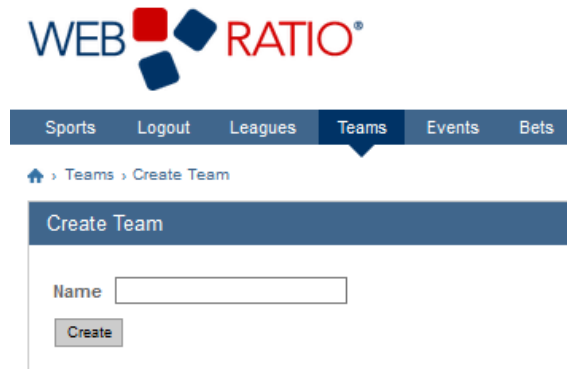 WEB RATIO®
Sports Logout Leagues Teams Events Bets
› Teams › Create Team
Create Team
Name
Create